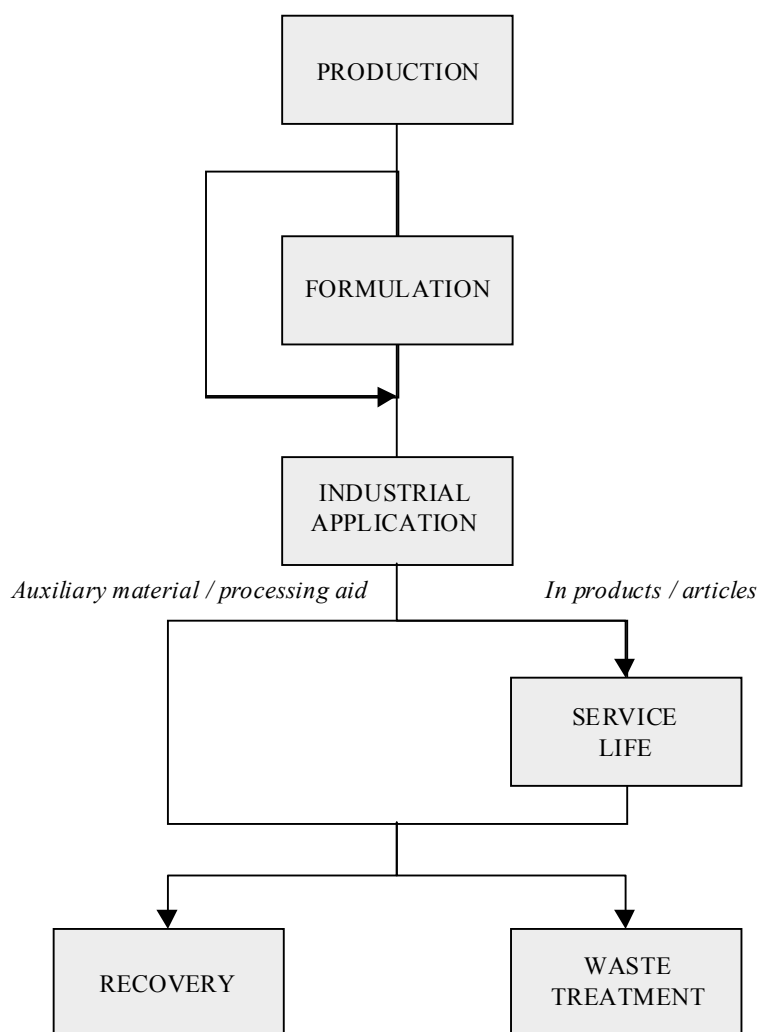 PRODUCTION
FORMULATION
INDUSTRIAL
APPLICATION
Auxiliary material / processing aid
In products / articles
SERVICE
LIFE
RECOVERY
WASTE
TREATMENT